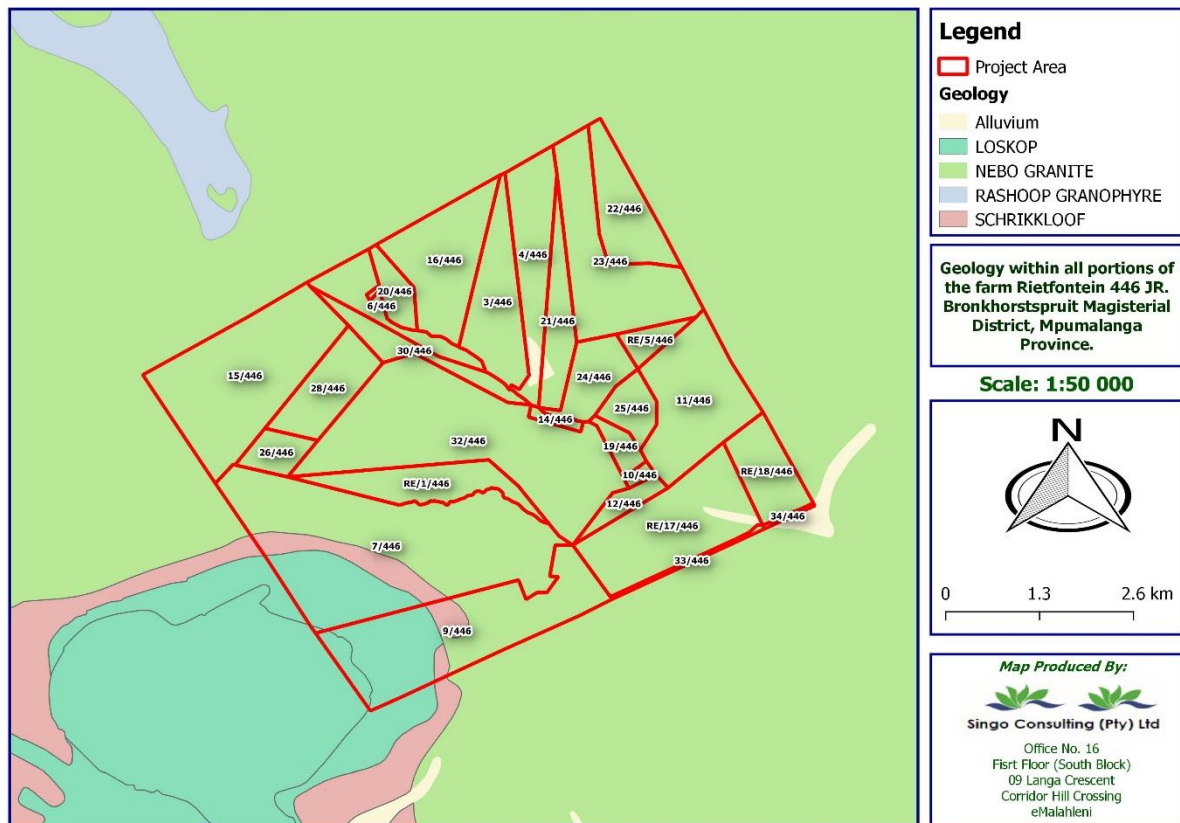 22/446
4/446
16/446
23/446
20/446
3/446
6/446
21/446
RE/5/446
30/446
15/446
24/446
28/446
11/446
25/446
14/446
32/446
19/446
26/446
RE/18/446
10/446
RE/1/446
12/446
34/446
RE/17/446
7/446
33/446
9/446
Legend
Project Area
Geology
Alluvium
LOSKOP
NEBO GRANITE
RASHOOP GRANOPHYRE
SCHRIKKLOOF
Geology within all portions of
the farm Rietfontein 446 JR.
Bronkhorstspruit Magisterial
District, Mpumalanga
Province.
Scale: 1:50 000
N
0 1.3 2.6 km
Map Produced By:
Singo Consulting (Pty) Ltd
Office No. 16
Fisrt Floor (South Block)
09 Langa Crescent
Corridor Hill Crossing
eMalahleni